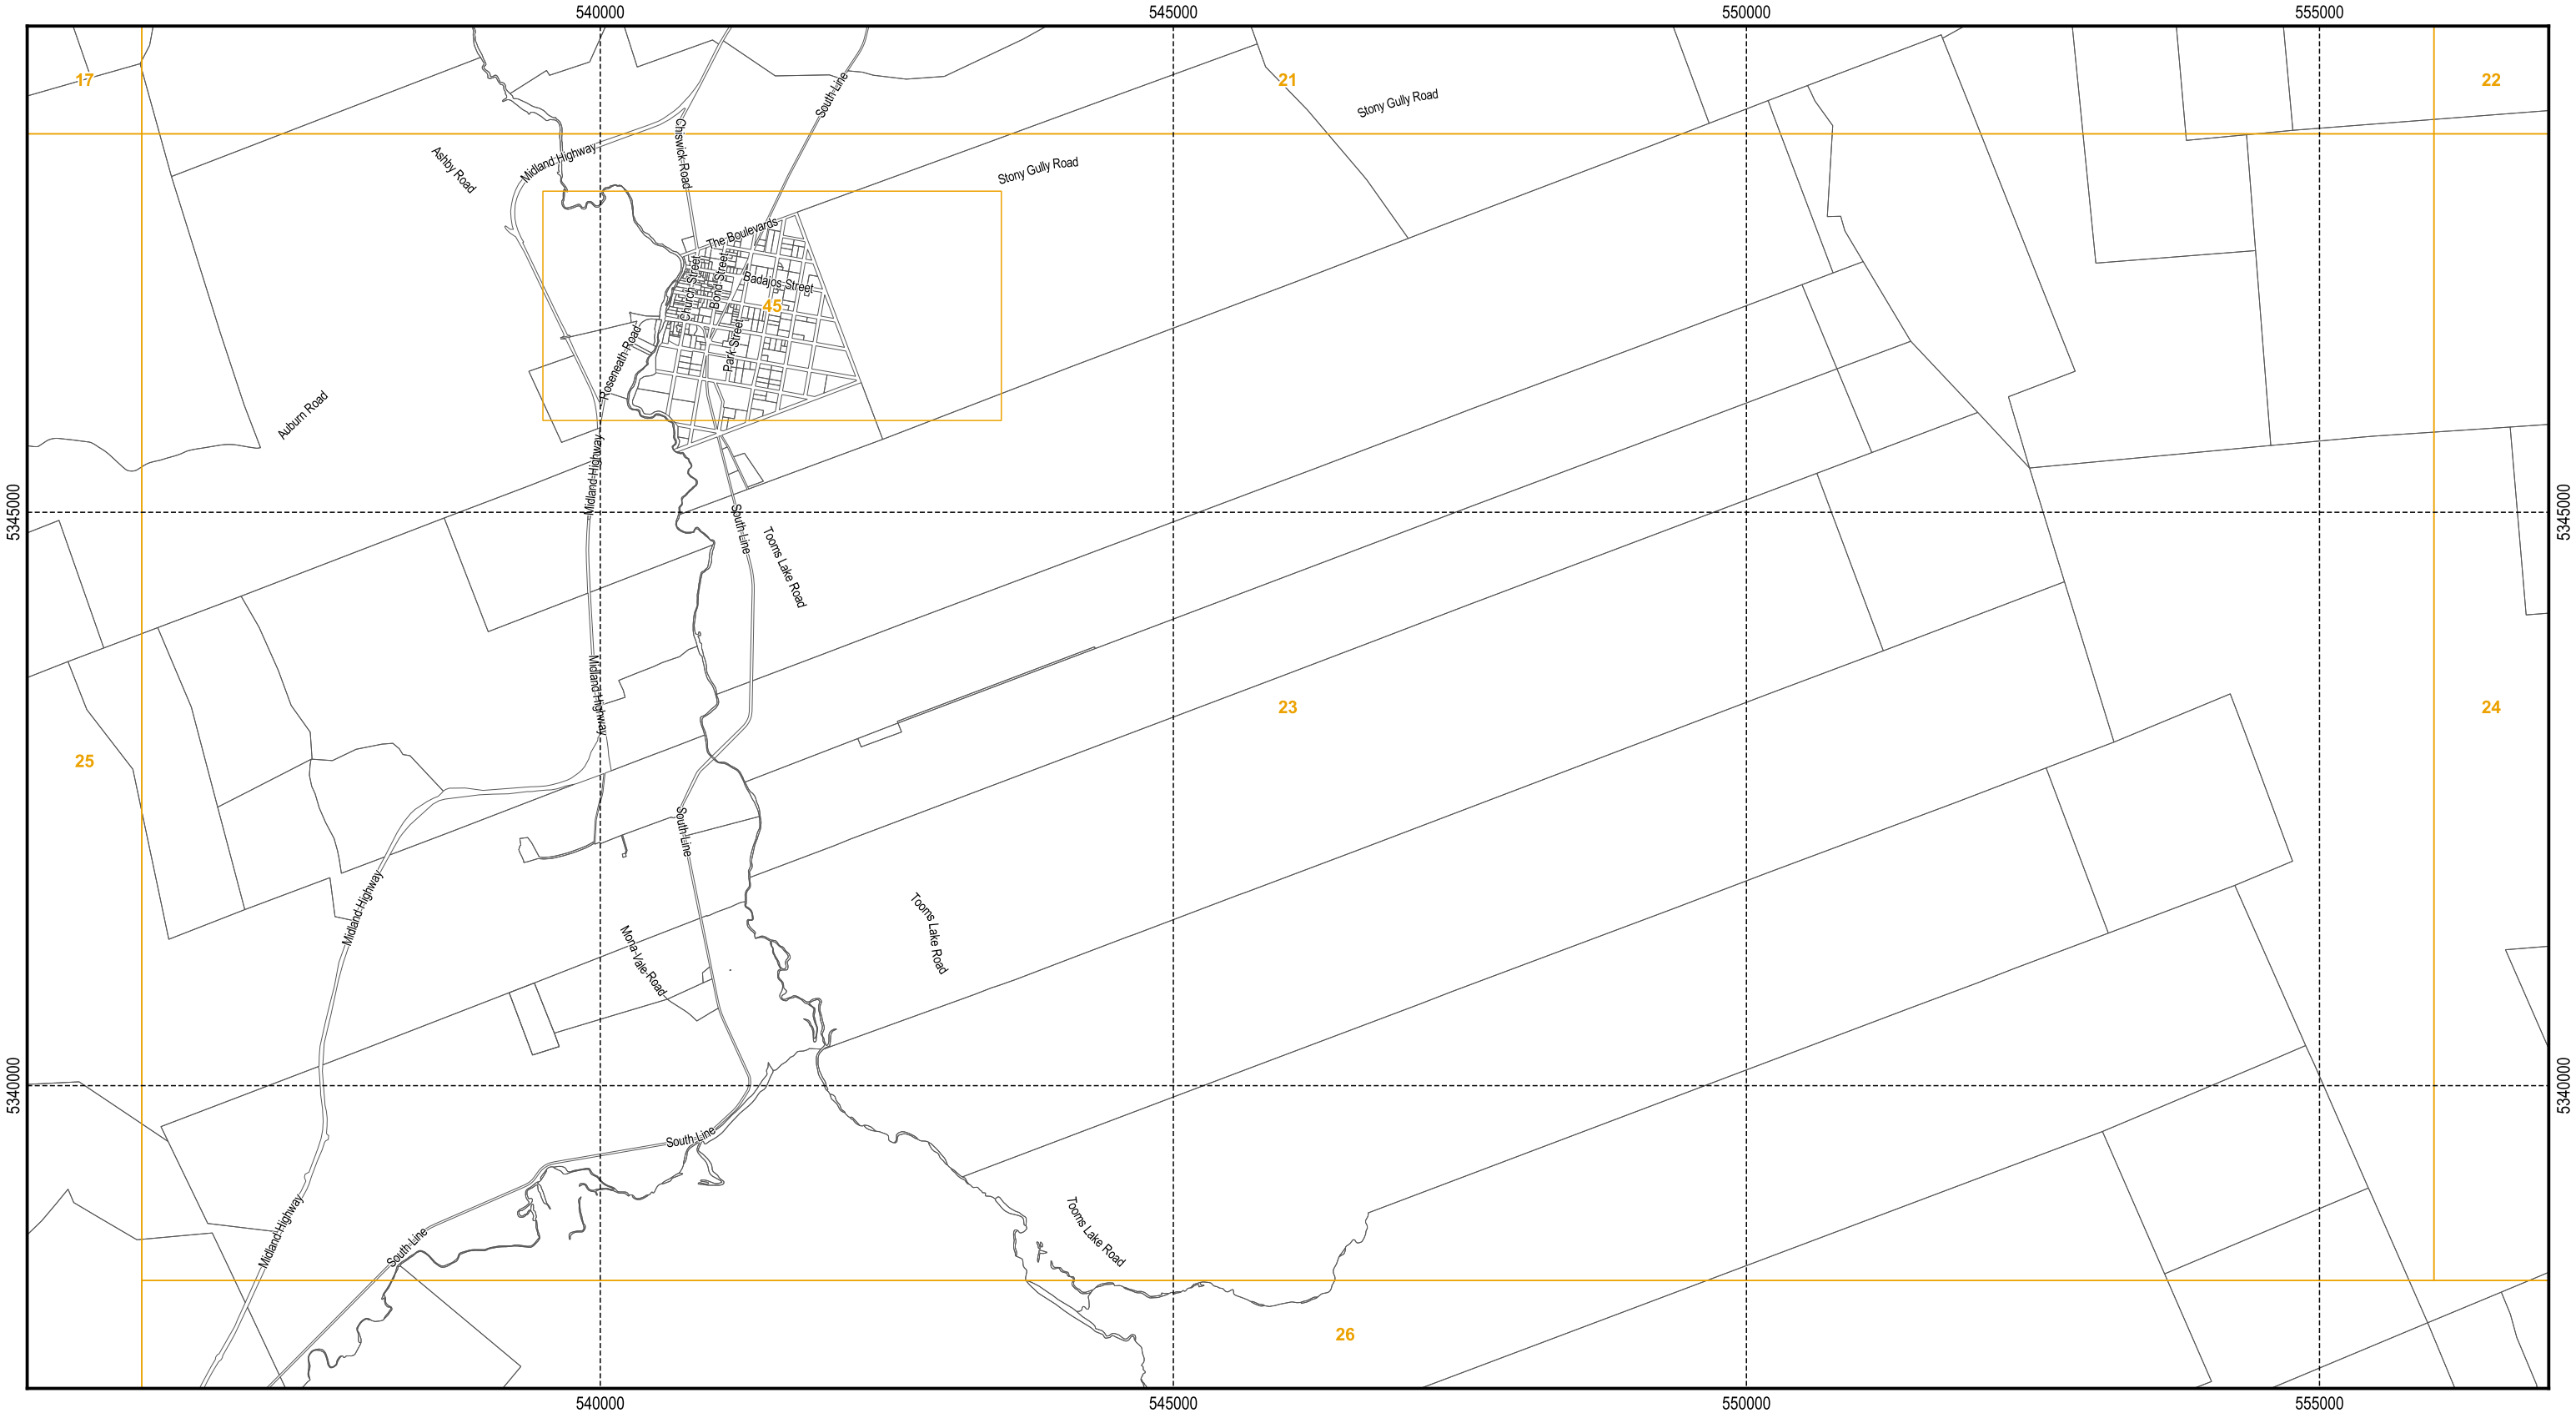 540000
545000
550000
555000
17
21
22
South Line
Stony Gully Road
Chiswick Road
Ashby Road
Midland Highway
Stony Gully Road
The Boulevards
Church Street
Bond Street
Badajos Street
45
Park Street
Roseneath Road
Auburn Road
Midland Highway
5345000
5345000
South Line
Tooms Lake Road
Midland Highway
23
24
25
South Line
Midland Highway
Tooms Lake Road
Mona Vale Road
5340000
5340000
South Line
Midland Highway
South Line
Tooms Lake Road
26
540000
545000
550000
555000